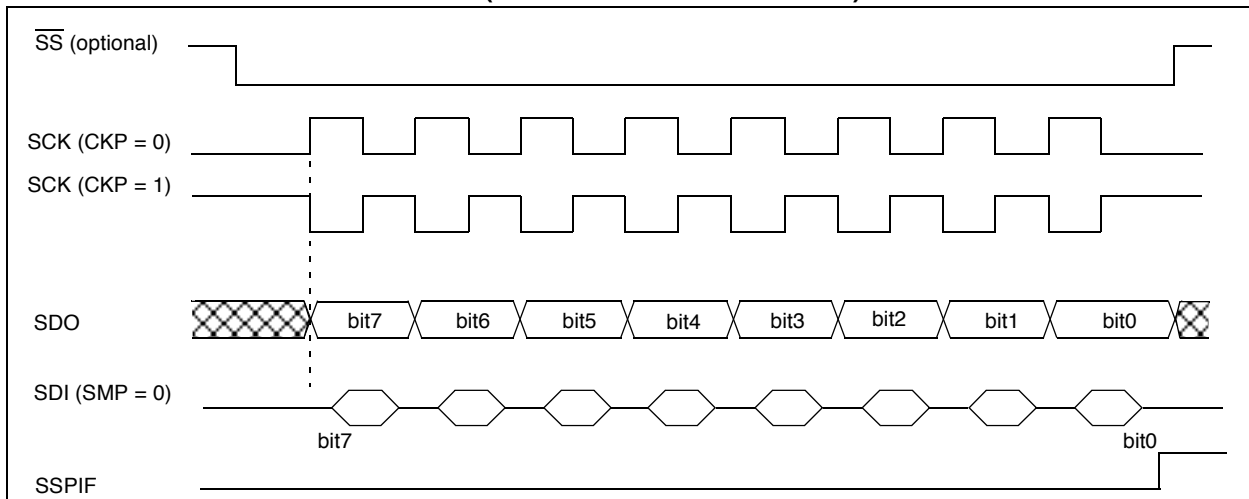 SS (optional)
SCK (CKP = 0)
SCK (CKP = 1)
SDO bit7 bit6 bit5 bit4 bit3 bit2 bit1 bit0
SDI (SMP = 0)
bit7 bit0
SSPIF